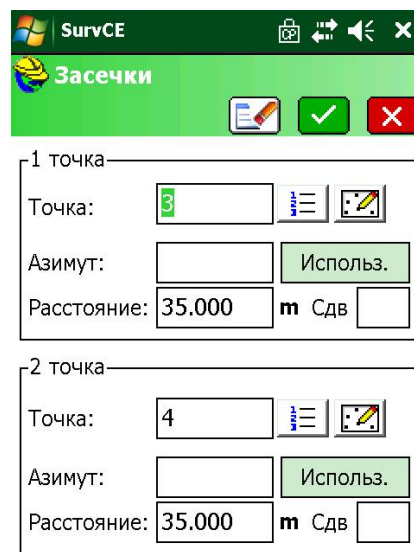 SurvCE
Засечки
1 точка
Точка: 3
Азимут: Использ.
Расстояние: 35.000 m Сдв
2 точка
Точка: 4
Азимут: Использ.
Расстояние: 35.000 m Сдв